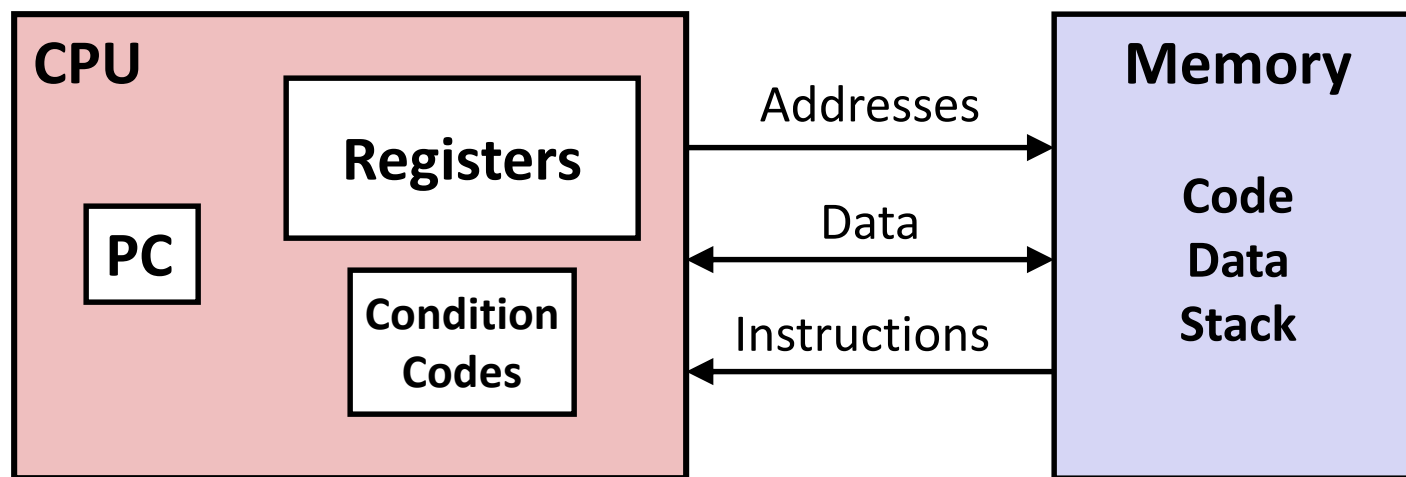 CPU
Registers
PC
Condition
Codes
Addresses
Data
Instructions
Memory
Code
Data
Stack